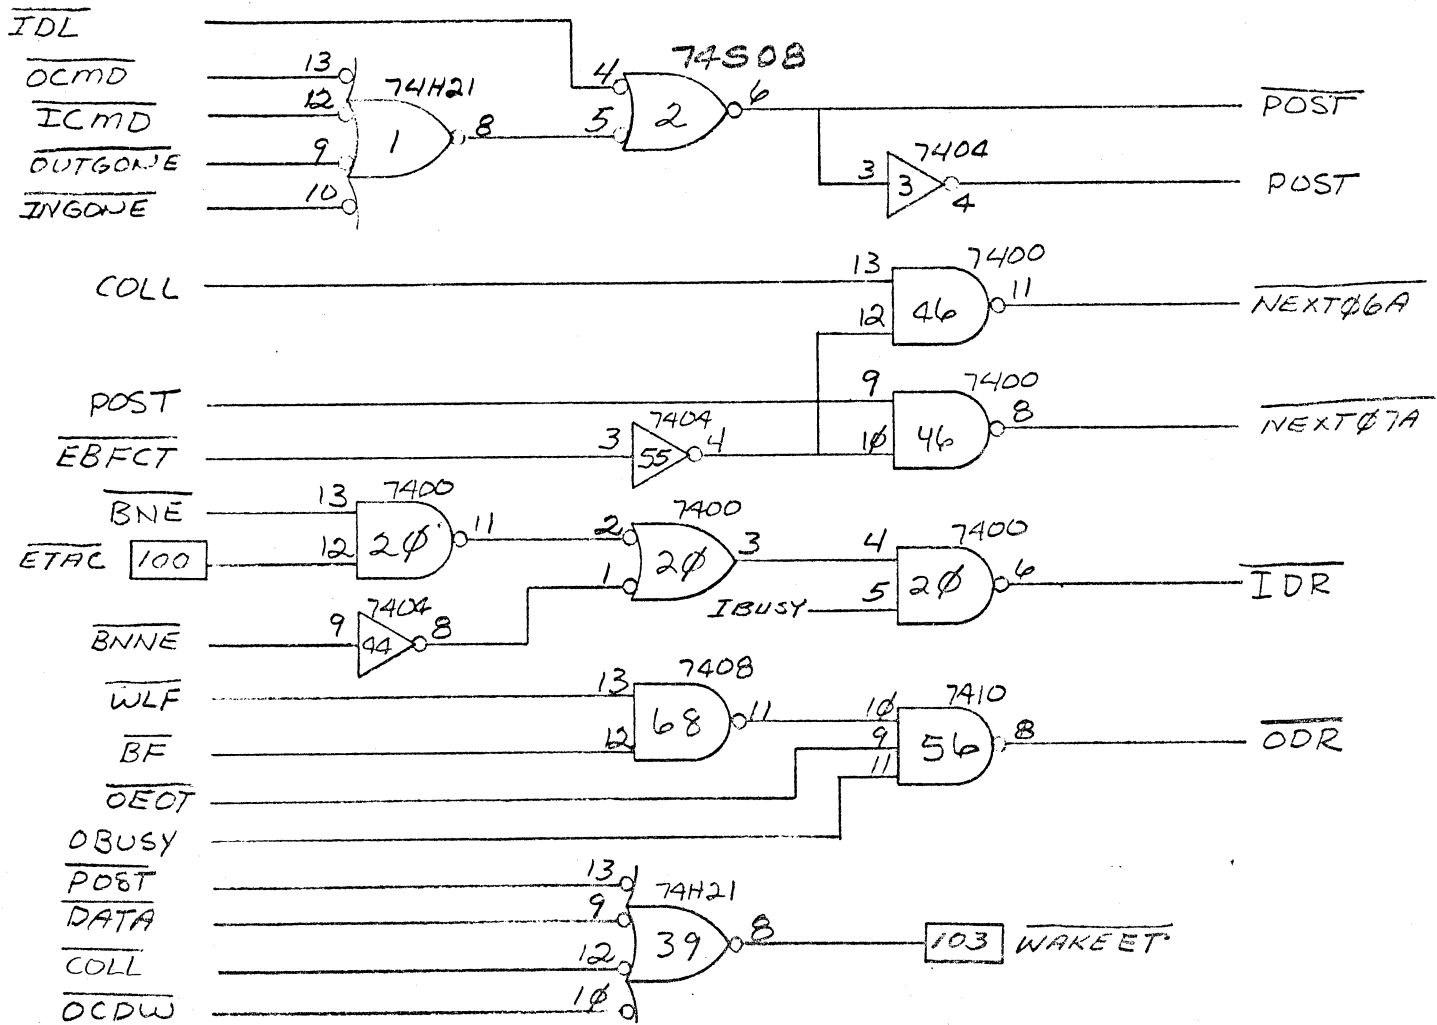 IDL
OCMD 13 74H21 4 74S08 6
ICMD 12 1 8 5 2 POST
OUTGONE 9 7404
INGONE 10 3 3 4 POST
COLL 13 7400 11 NEXTØ6A
12 46
POST 9 7400 8 NEXTØ7A
EBFCT 3 7404 55 4 1Ø 46
BNE 13 7400 11 2 7400 3 4 7400 6 IDR
ETAC 100 12 2Ø 1 2Ø IBUSY 5 2Ø
BNNE 9 7404 44 8
WLF 13 7408 11 1Ø 7410 8 ODR
BF 12 68 9 56
OEOT 11
OBUSY
POST 13 74H21
DATA 9 39 8 103 WAKEET
COLL 12
OCDW 1Ø